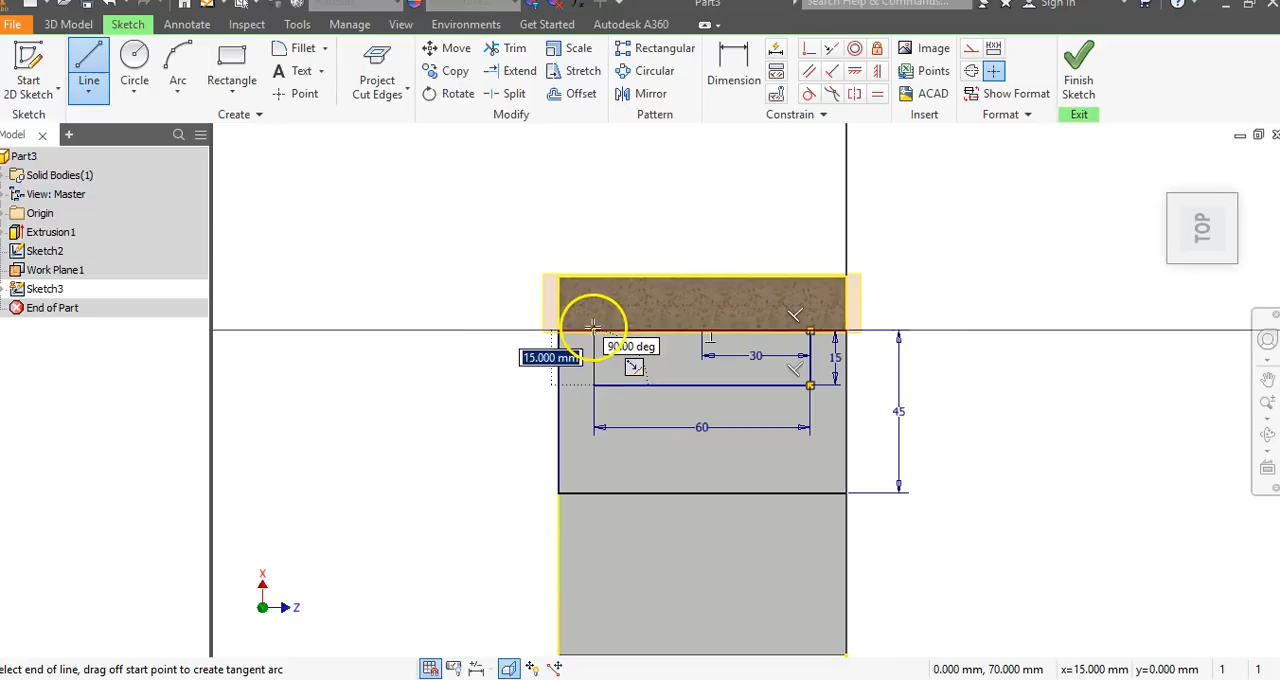 Part3
Search Help & Commands...
Sign In
File 3D Model Sketch Inspect Annotate Tools Manage View Environments Get Started Autodesk A360
Start
2D Sketch
Line
Circle
Arc
Rectangle
Fillet
Text
Point
Project
Cut Edges
Move
Copy
Rotate
Trim
Extend
Split
Scale
Stretch
Offset
Rectangular
Circular
Mirror
Dimension
Image
Points
ACAD
Show Format
Finish
Sketch
Sketch
Create
Modify
Pattern
Constrain
Insert
Format
Exit
Model
Part3
Solid Bodies(1)
View: Master
Origin
Extrusion1
Sketch2
Work Plane1
Sketch3
End of Part
TOP
15.000 mm
90.00 deg
30
15
60
45
X
Z
elect end of line, drag off start point to create tangent arc
0.000 mm, 70.000 mm
x=15.000 mm
y=0.000 mm
1
1